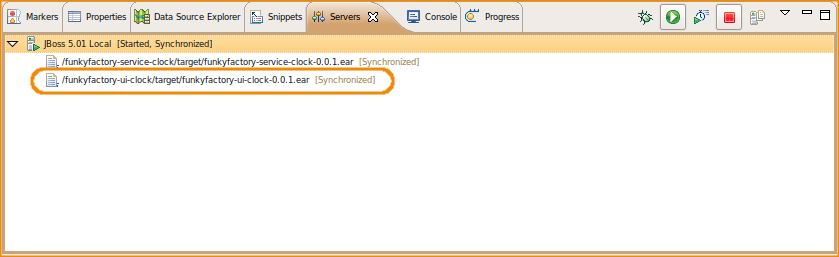 Markers Properties Data Source Explorer Snippets Servers Console Progress
JBoss 5.01 Local [Started, Synchronized]
/funkyfactory-service-clock/target/funkyfactory-service-clock-0.0.1.ear [Synchronized]
/funkyfactory-ui-clock/target/funkyfactory-ui-clock-0.0.1.ear [Synchronized]